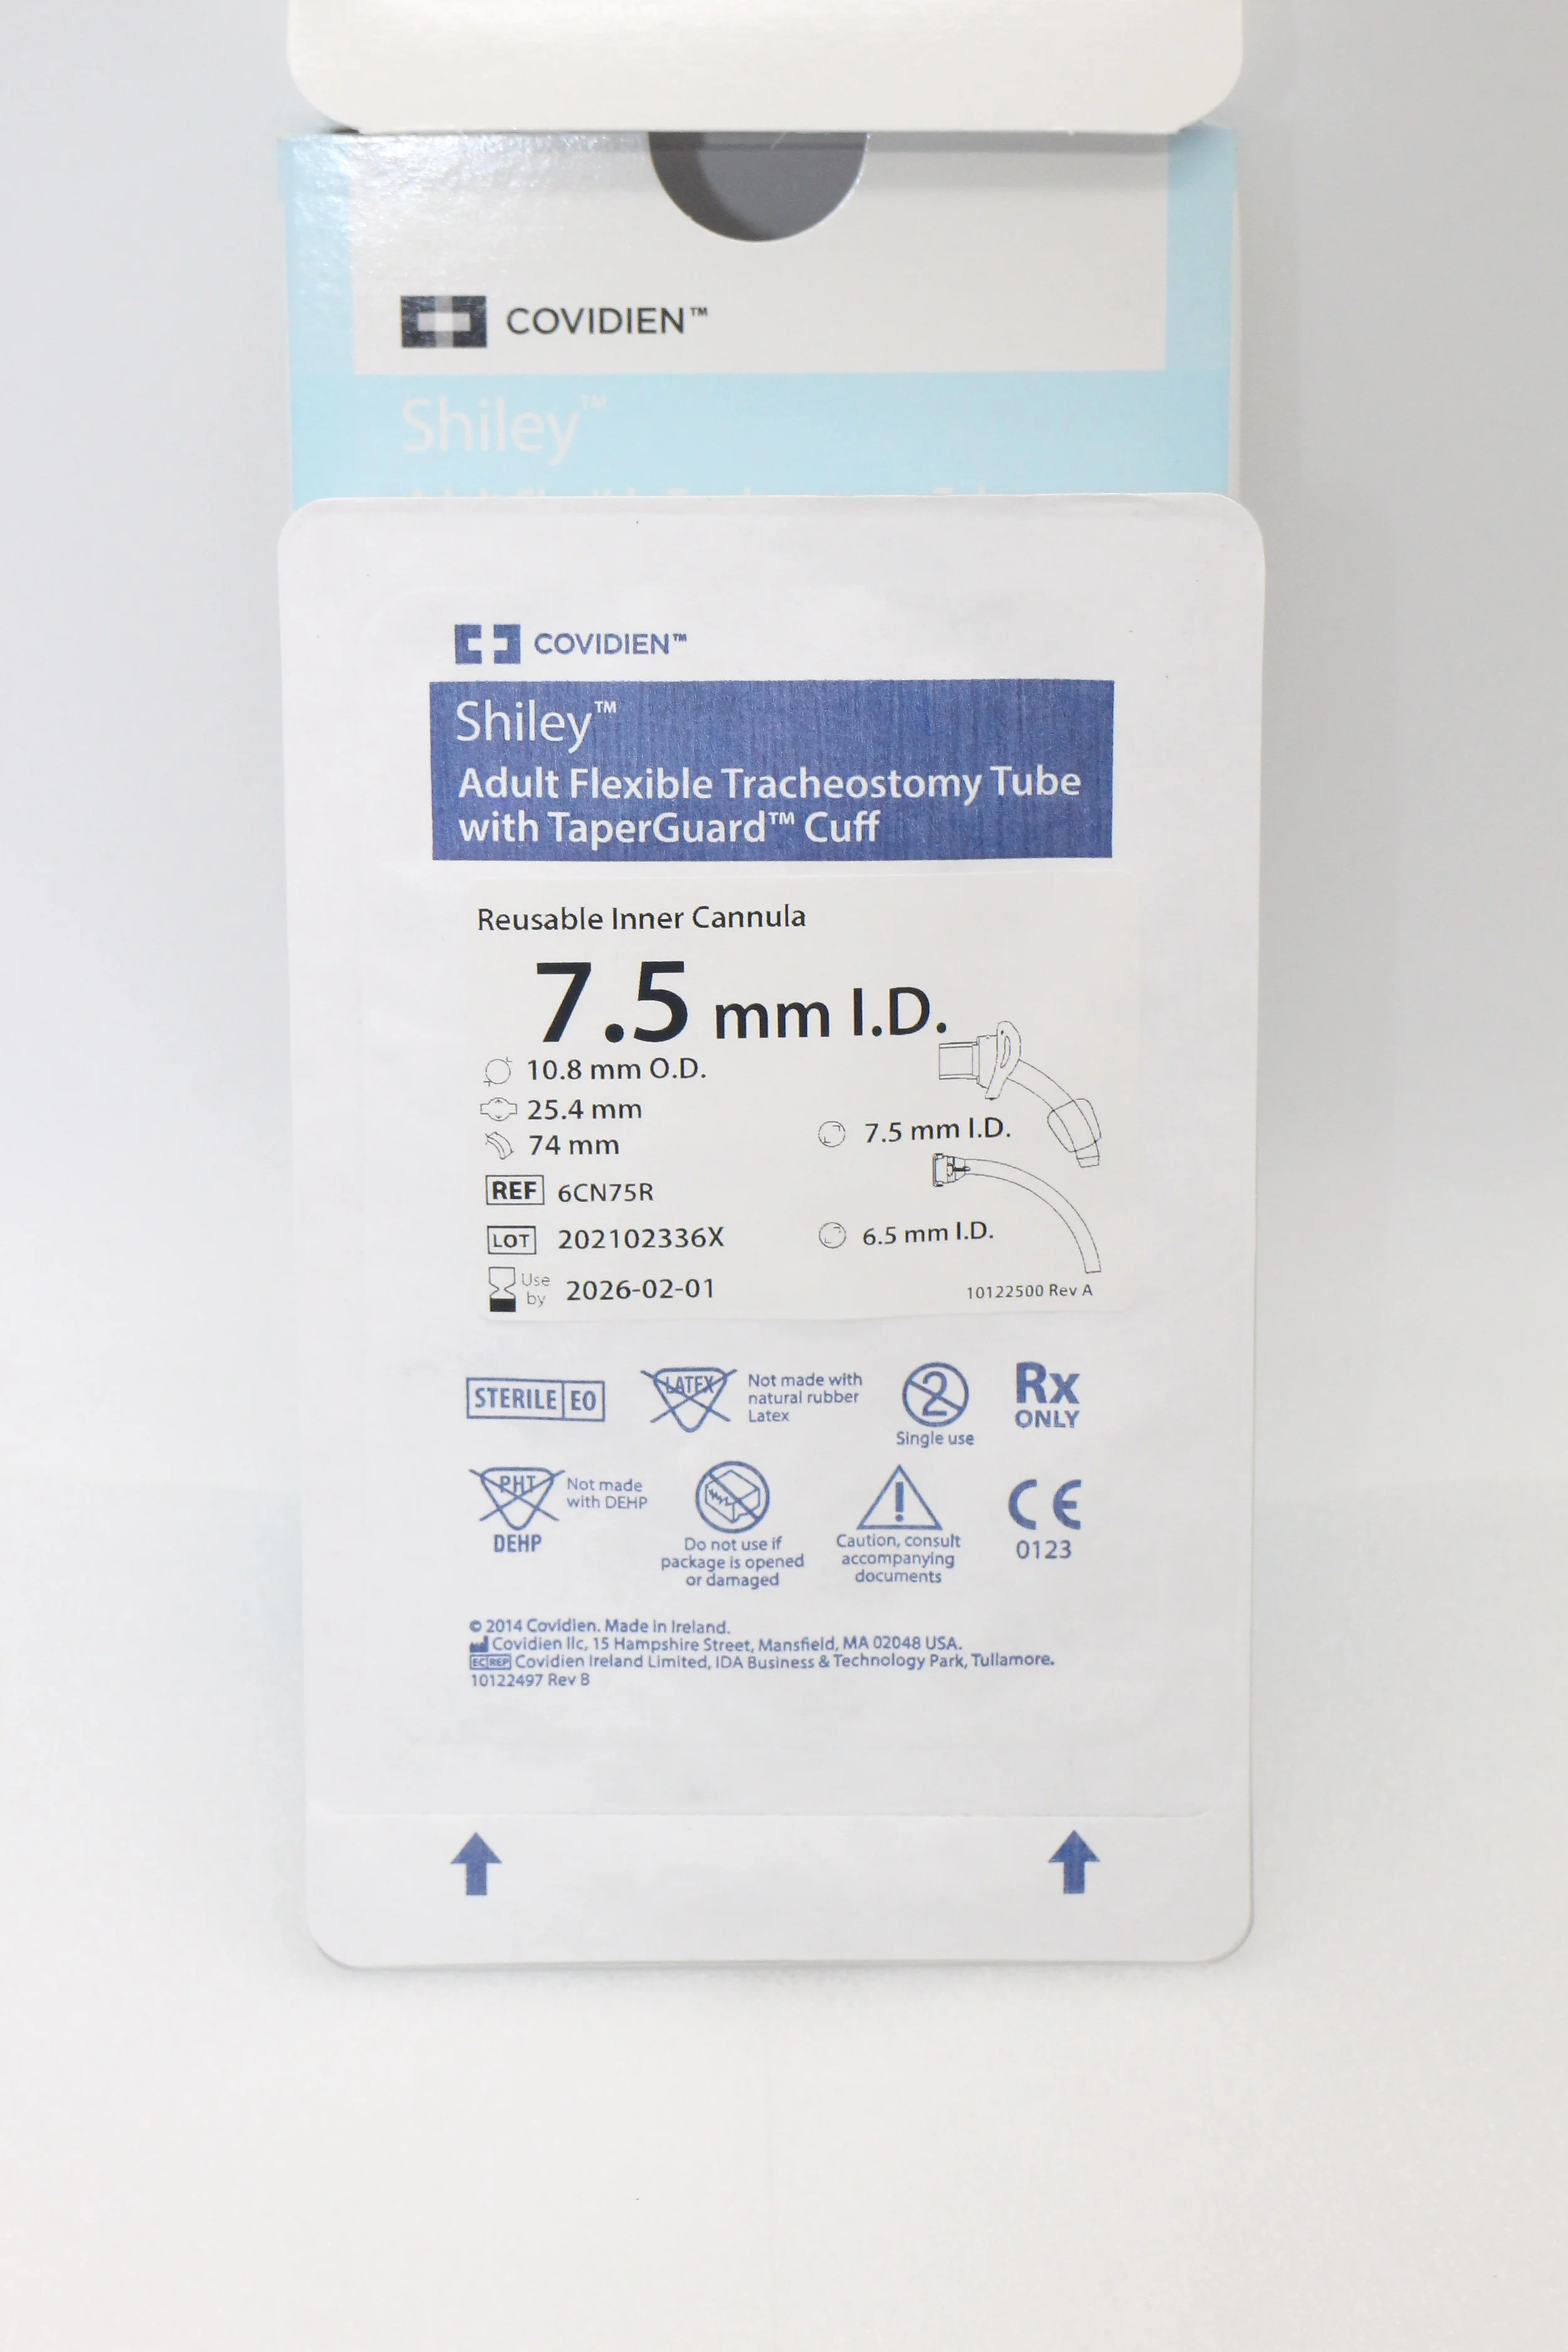 COVIDIEN™
Shiley™
COVIDIEN™
Shiley™
Adult Flexible Tracheostomy Tube
with TaperGuard™ Cuff
Reusable Inner Cannula
7.5 mm I.D.
10.8 mm O.D.
25.4 mm
74 mm
7.5 mm I.D.
REF 6CN75R
LOT 202102336X
6.5 mm I.D.
Use
by 2026-02-01
10122500 Rev A
STERILE EO
LATEX
Not made with
natural rubber
Latex
2
Single use
Rx
ONLY
PHT
DEHP
Not made
with DEHP
Do not use if
package is opened
or damaged
!
Caution, consult
accompanying
documents
CE
0123
© 2014 Covidien. Made in Ireland.
Covidien llc, 15 Hampshire Street, Mansfield, MA 02048 USA.
EC REP Covidien Ireland Limited, IDA Business & Technology Park, Tullamore.
10122497 Rev B